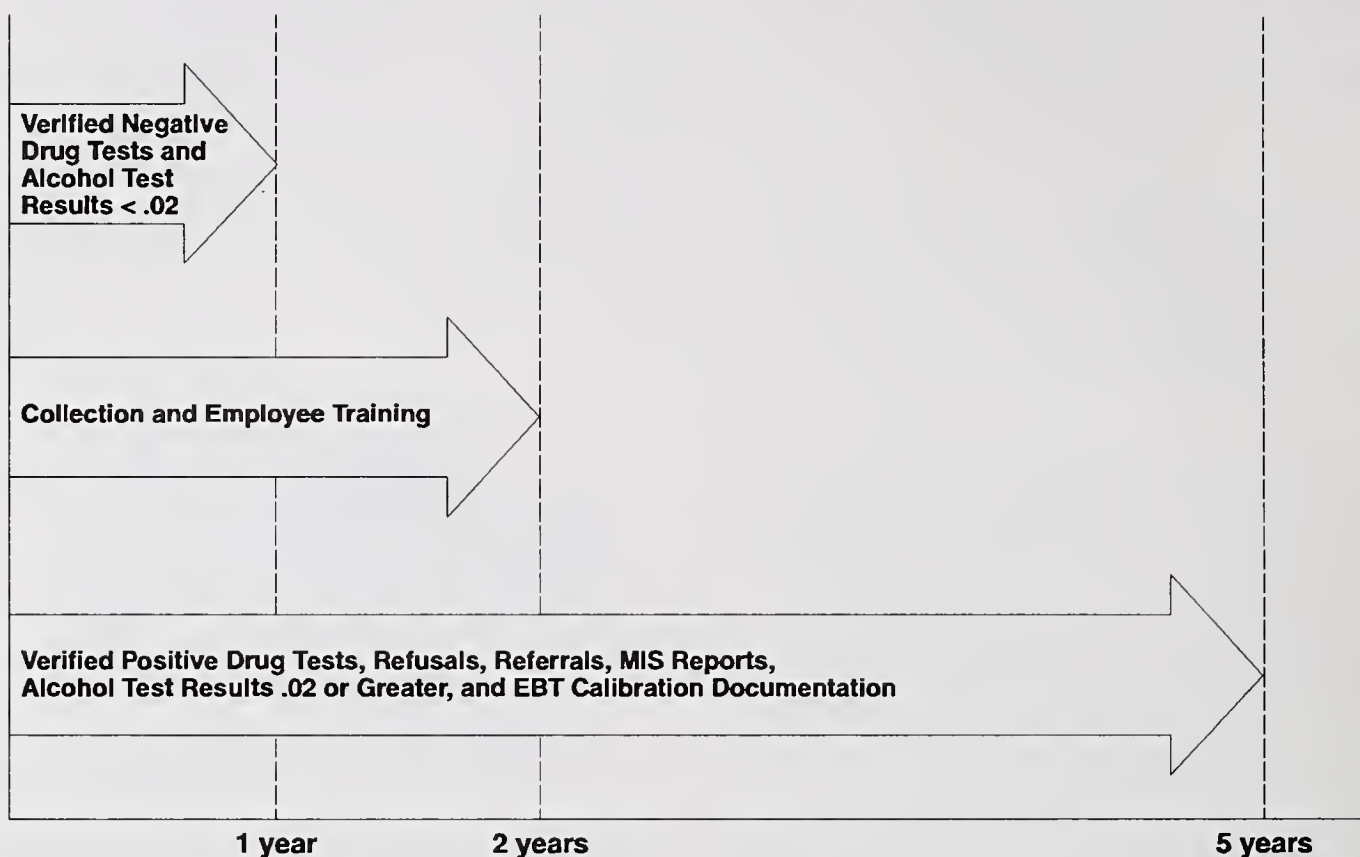 Verified Negative
Drug Tests and
Alcohol Test
Results < .02
Collection and Employee Training
Verified Positive Drug Tests, Refusals, Referrals, MIS Reports,
Alcohol Test Results .02 or Greater, and EBT Calibration Documentation
1 year
2 years
5 years